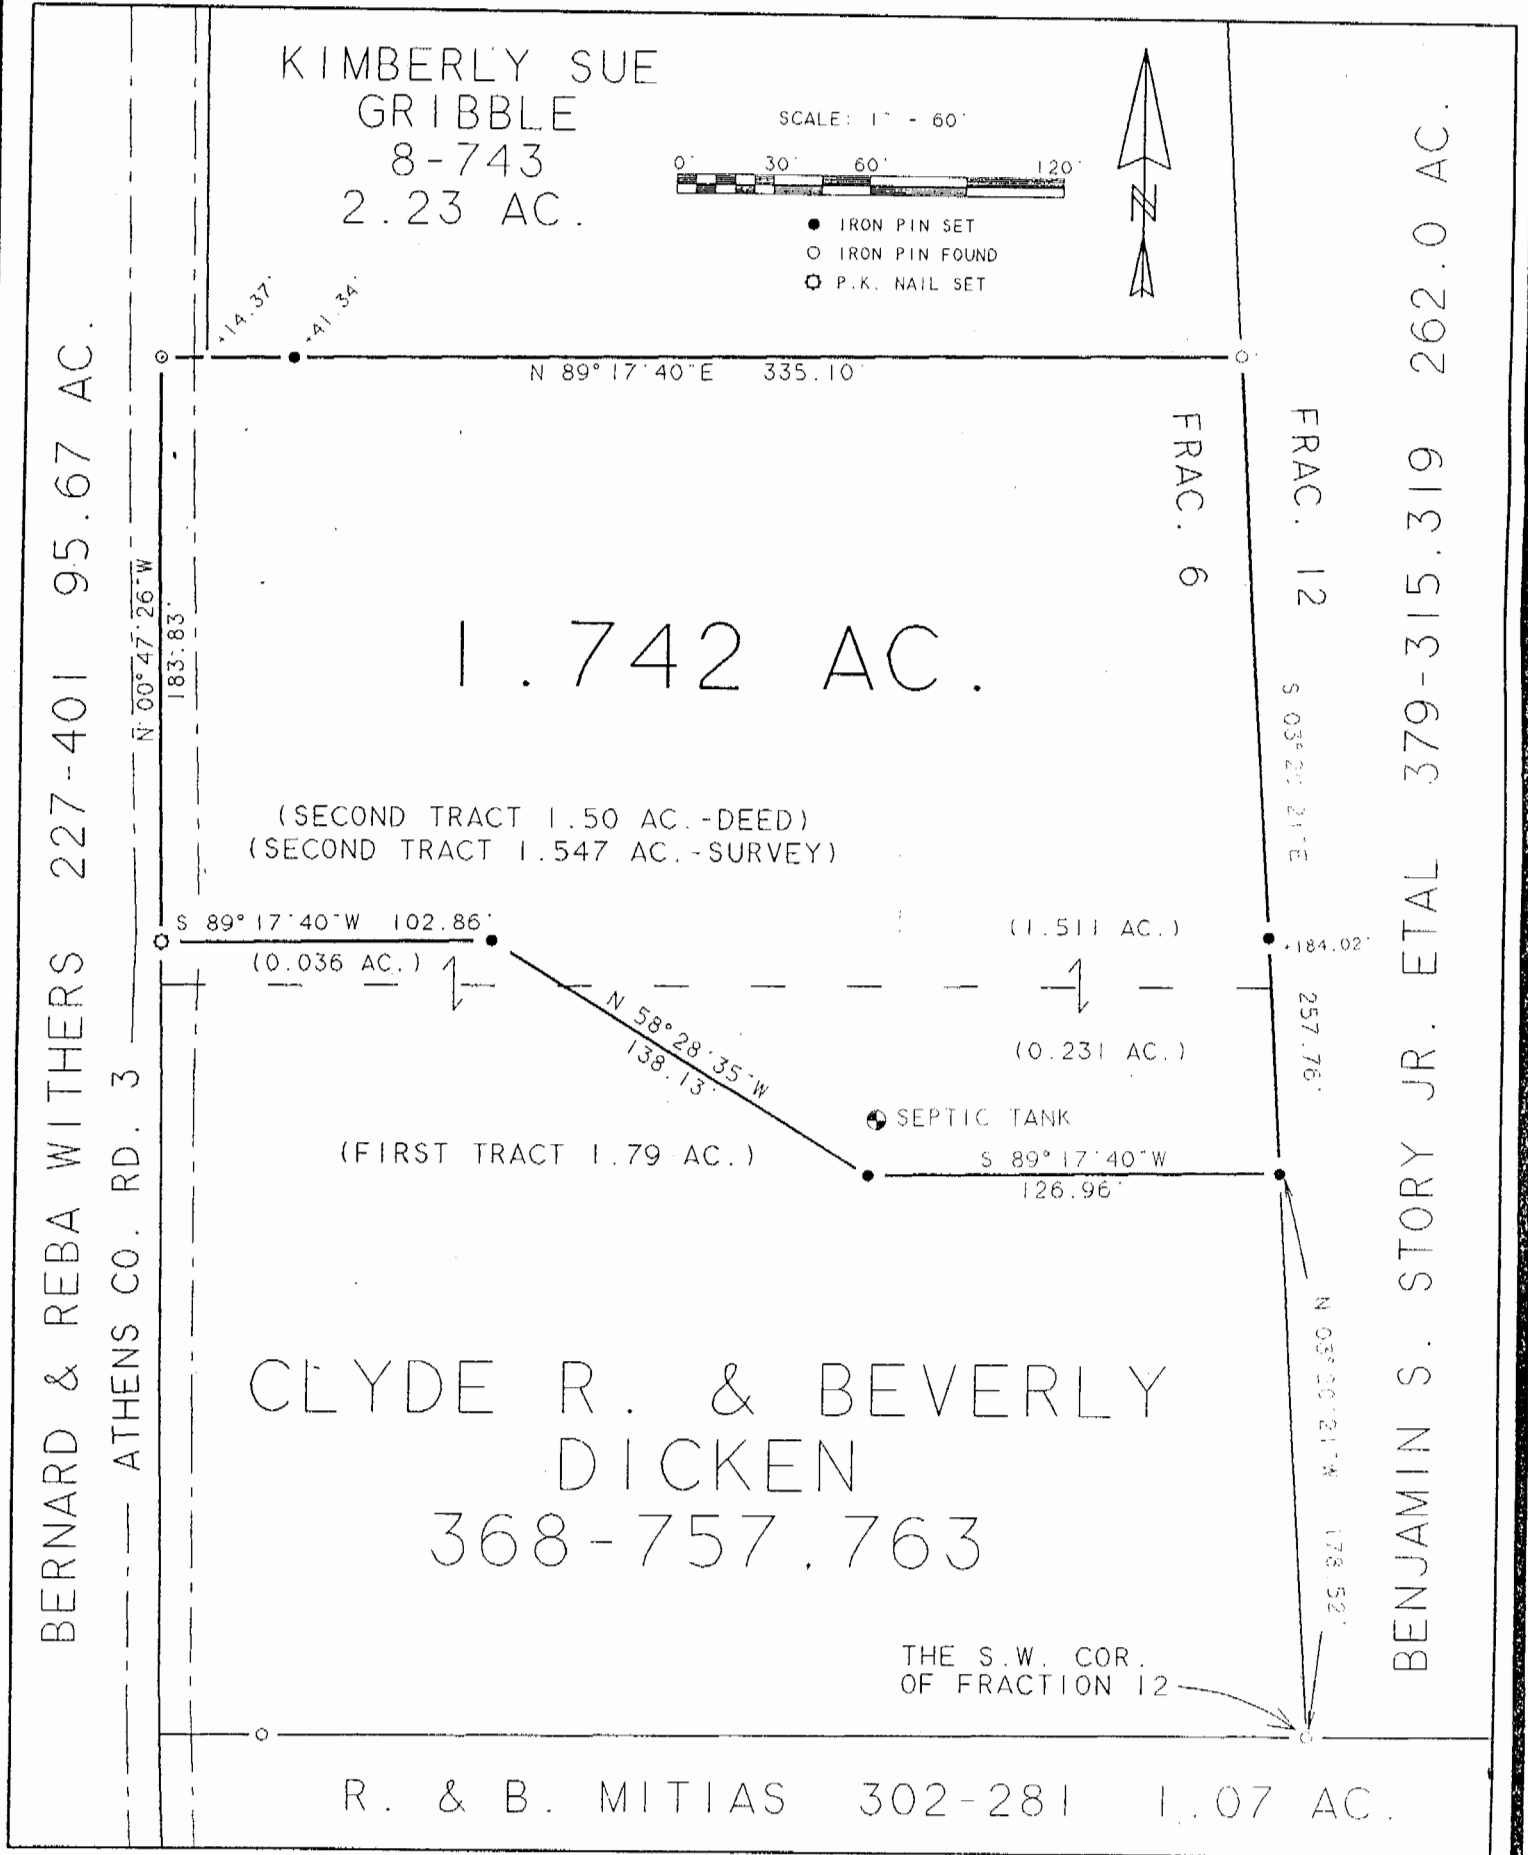 KIMBERLY SUE
GRIBBLE
8-743
2.23 AC.
SCALE: 1" - 60'
0' 30' 60' 120'
IRON PIN SET
IRON PIN FOUND
P.K. NAIL SET
N
+14.37'
+41.34'
N 89°17'40"E 335.10'
FRAC. 6
FRAC. 12
BENJAMIN S. STORY JR. ETAL 379-315.319 262.0 AC.
BERNARD & REBA WITHERS 227-401 95.67 AC.
ATHENS CO. RD. 3
N 00°47'26"W
183.83'
1.742 AC.
(SECOND TRACT 1.50 AC.-DEED)
(SECOND TRACT 1.547 AC.-SURVEY)
S 89°17'40"W 102.86'
(0.036 AC.)
(1.511 AC.)
+184.02'
257.76'
N 58°28'35"W
138.13'
(0.231 AC.)
SEPTIC TANK
(FIRST TRACT 1.79 AC.)
S 89°17'40"W
126.96'
178.52'
CLYDE R. & BEVERLY
DICKEN
368-757.763
THE S.W. COR.
OF FRACTION 12
R. & B. MITIAS 302-281 1.07 AC.